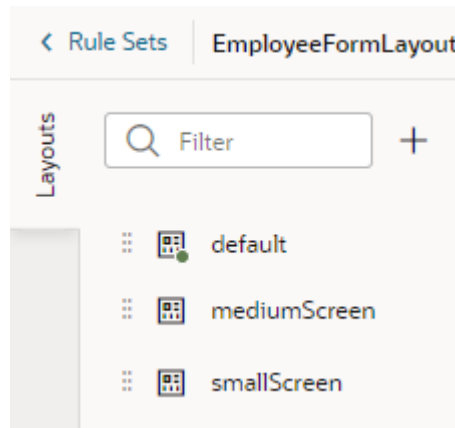 Rule Sets
EmployeeFormLayout
Layouts
Filter
default
mediumScreen
smallScreen